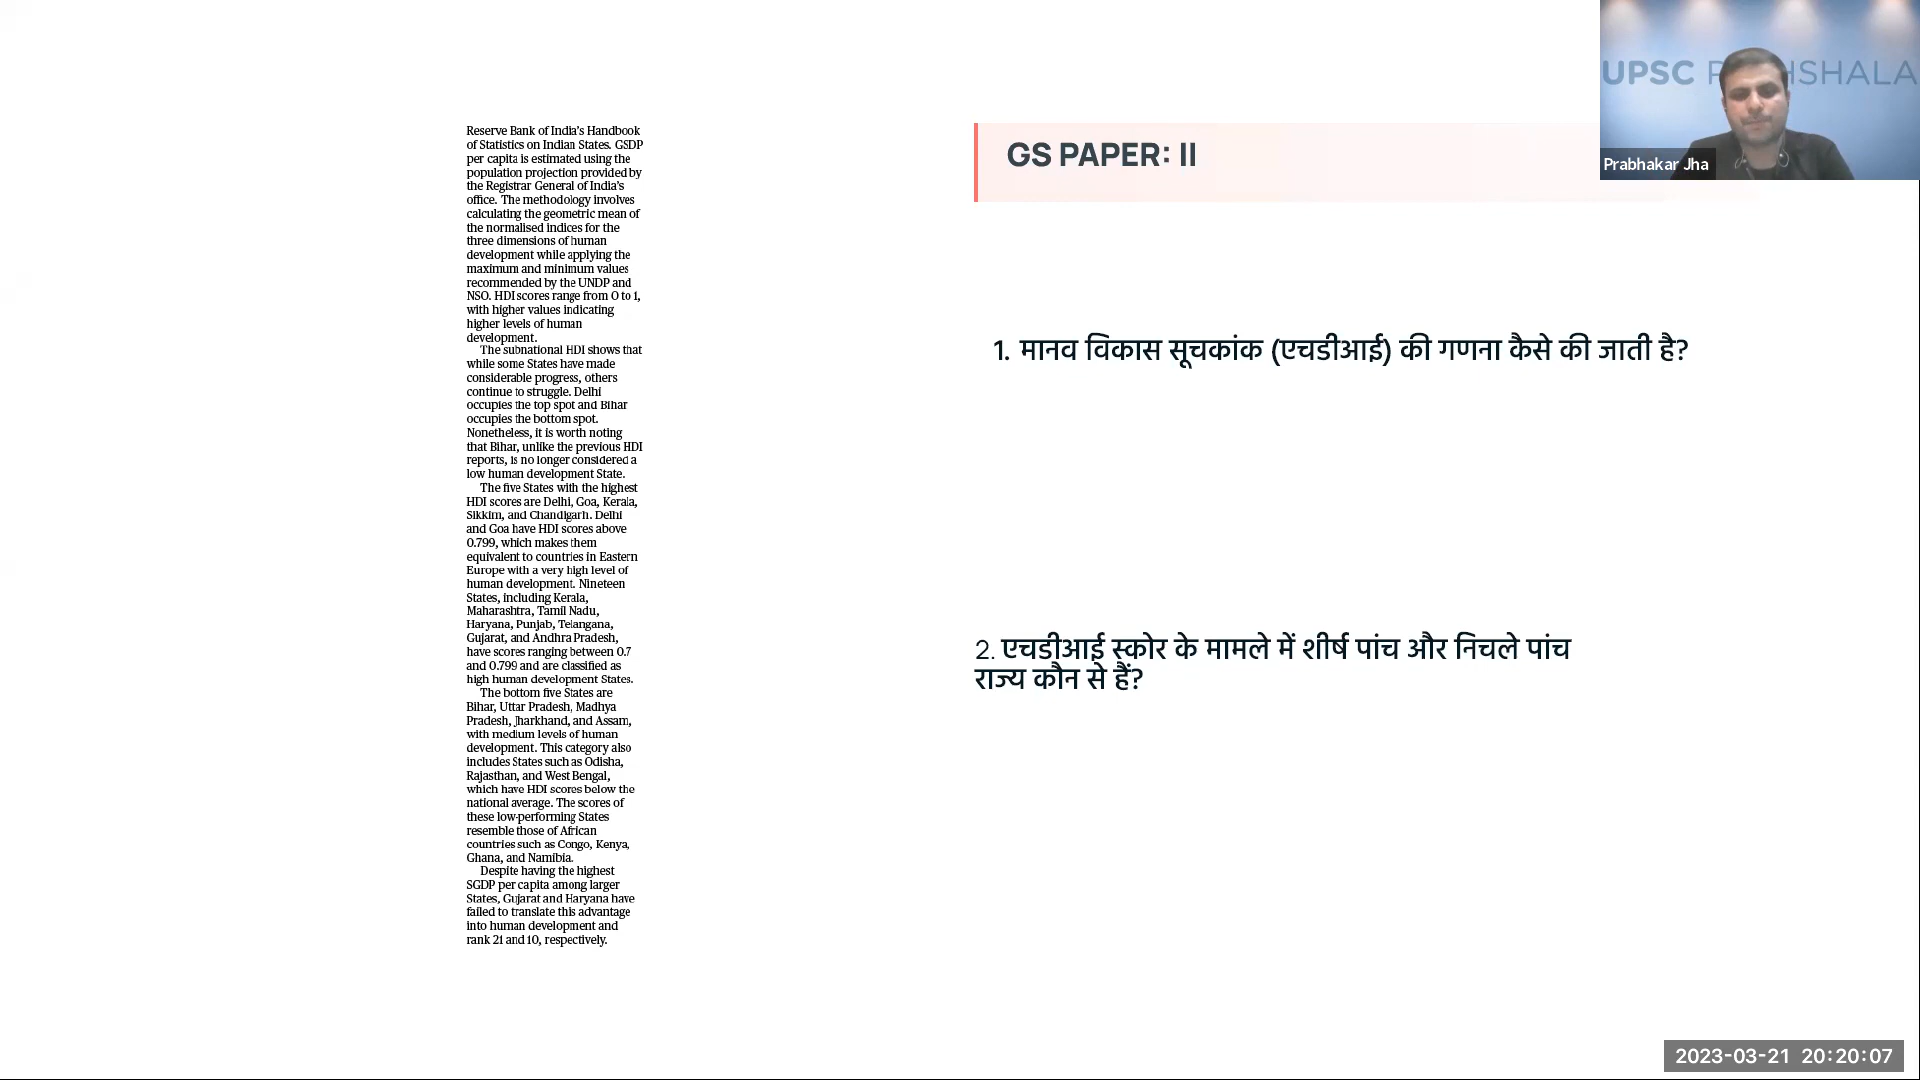 Reserve Bank of India's Handbook
of Statistics on Indian States. GSDP
per capita is estimated using the
population projection provided by
the Registrar General of India's
office. The methodology involves
calculating the geometric mean of
the normalised indices for the
three dimensions of human
development while applying the
maximum and minimum values
recommended by the UNDP and
NSO. HDI scores range from 0 to 1,
with higher values indicating
higher levels of human
development.
The subnational HDI shows that
while some States have made
considerable progress, others
continue to struggle. Delhi
occupies the top spot and Bihar
occupies the bottom spot.
Nonetheless, it is worth noting
that Bihar, unlike the previous HDI
reports, is no longer considered a
low human development State.
The five States with the highest
HDI scores are Delhi, Goa, Kerala,
Sikkim, and Chandigarh. Delhi
and Goa have HDI scores above
0.799, which makes them
equivalent to countries in Eastern
Europe with a very high level of
human development. Nineteen
States, including Kerala,
Maharashtra, Tamil Nadu,
Haryana, Punjab, Telangana,
Gujarat, and Andhra Pradesh,
have scores ranging between 0.7
and 0.799 and are classified as
high human development States.
The bottom five States are
Bihar, Uttar Pradesh, Madhya
Pradesh, Jharkhand, and Assam,
with medium levels of human
development. This category also
includes States such as Odisha,
Rajasthan, and West Bengal,
which have HDI scores below the
national average. The scores of
these low-performing States
resemble those of African
countries such as Congo, Kenya,
Ghana, and Namibia.
Despite having the highest
SGDP per capita among larger
States, Gujarat and Haryana have
failed to translate this advantage
into human development and
rank 21 and 10, respectively.
GS PAPER: II
1. मानव विकास सूचकांक (एचडीआई) की गणना कैसे की जाती है?
2. एचडीआई स्कोर के मामले में शीर्ष पांच और निचले पांच
राज्य कौन से हैं?
UPSC P HSHALA
Prabhakar Jha
2023-03-21 20:20:07